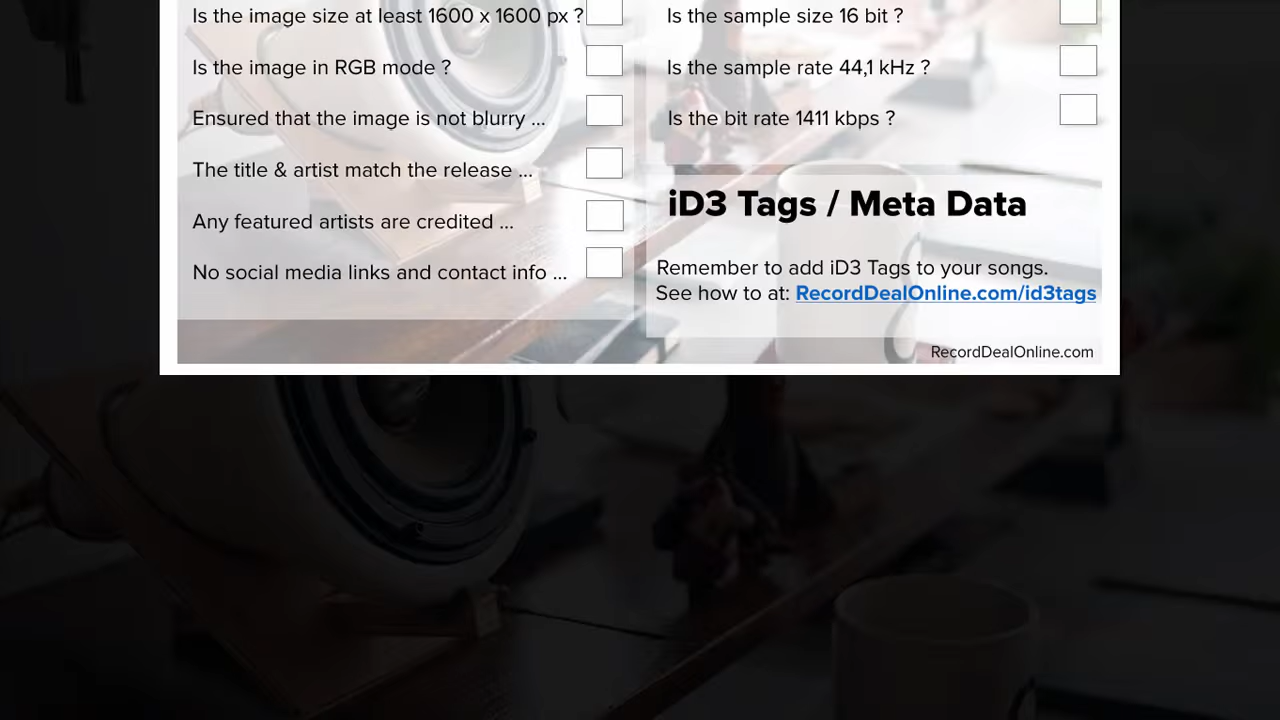 Is the image size at least 1600 x 1600 px ?
Is the image in RGB mode ?
Ensured that the image is not blurry ...
The title & artist match the release ...
Any featured artists are credited ...
No social media links and contact info ...
Is the sample size 16 bit ?
Is the sample rate 44,1 kHz ?
Is the bit rate 1411 kbps ?
iD3 Tags / Meta Data
Remember to add iD3 Tags to your songs.
See how to at: RecordDealOnline.com/id3tags
RecordDealOnline.com